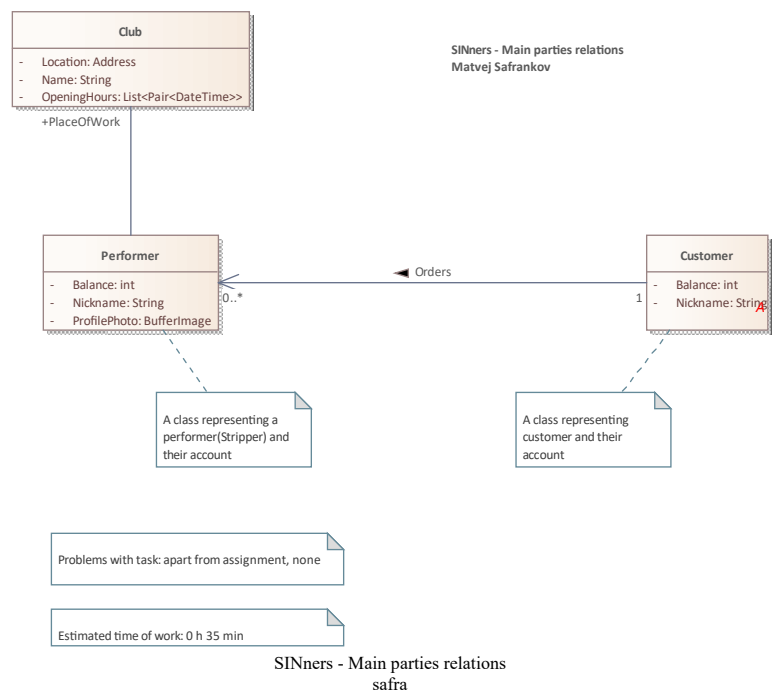 Club
- Location: Address
- Name: String
- OpeningHours: List<Pair<DateTime>>
SINners - Main parties relations
Matvej Safrankov
+PlaceOfWork
Performer
- Balance: int
- Nickname: String
- ProfilePhoto: BufferImage
Orders
0..*
1
Customer
- Balance: int
- Nickname: String
A class representing a
performer(Stripper) and
their account
A class representing
customer and their
account
Problems with task: apart from assignment, none
Estimated time of work: 0 h 35 min
SINners - Main parties relations
safra